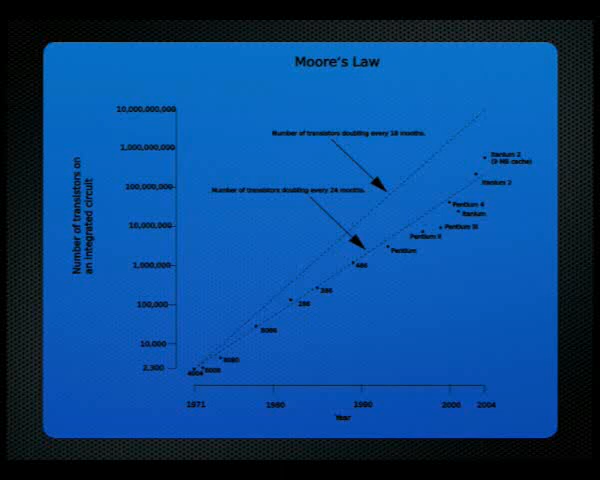 Moore's Law
10,000,000,000
Number of transistors doubling every 18 months.
1,000,000,000
Itanium 2
(9 MB cache)
Number of transistors on
an integrated circuit
100,000,000
Number of transistors doubling every 24 months.
Itanium 2
Pentium 4
Itanium
10,000,000
Pentium III
Pentium II
Pentium
1,000,000
486
386
100,000
286
8086
10,000
8080
2,300
4004
8008
1971
1980
1990
2000
2004
Year